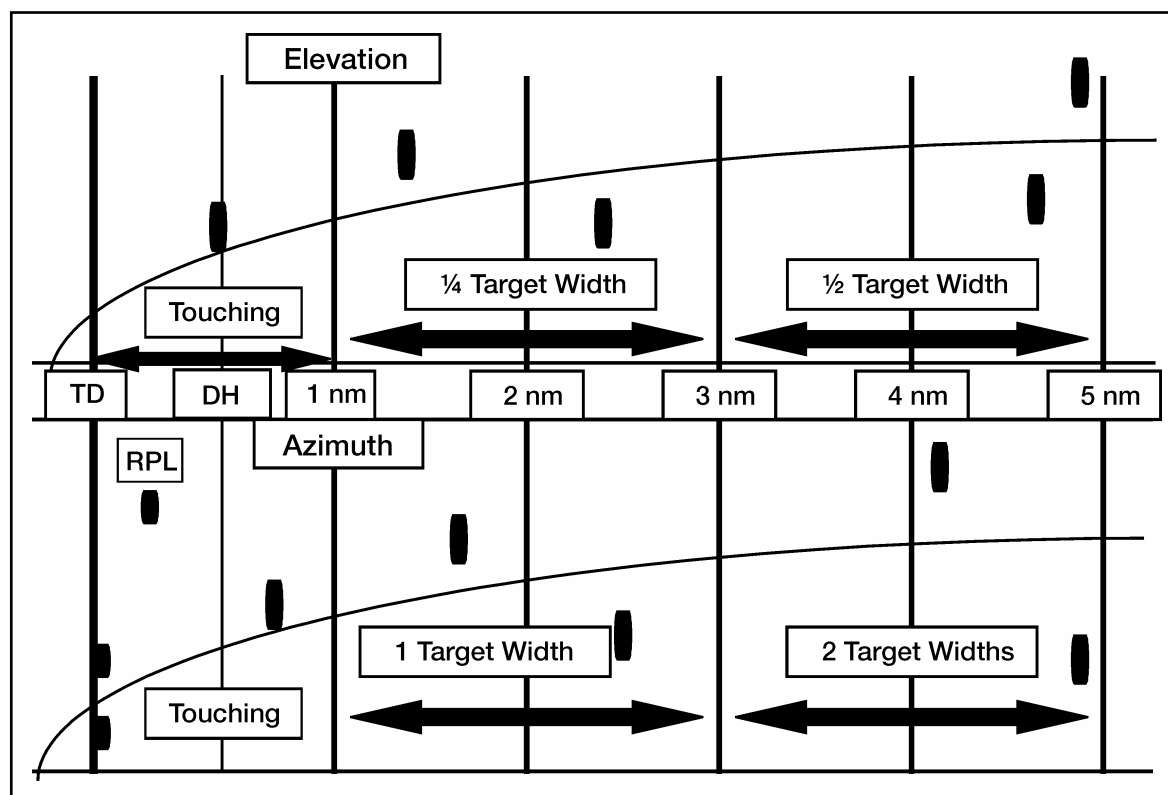 Elevation
¼ Target Width
½ Target Width
Touching
TD
DH
1 nm
2 nm
3 nm
4 nm
5 nm
Azimuth
RPL
1 Target Width
2 Target Widths
Touching